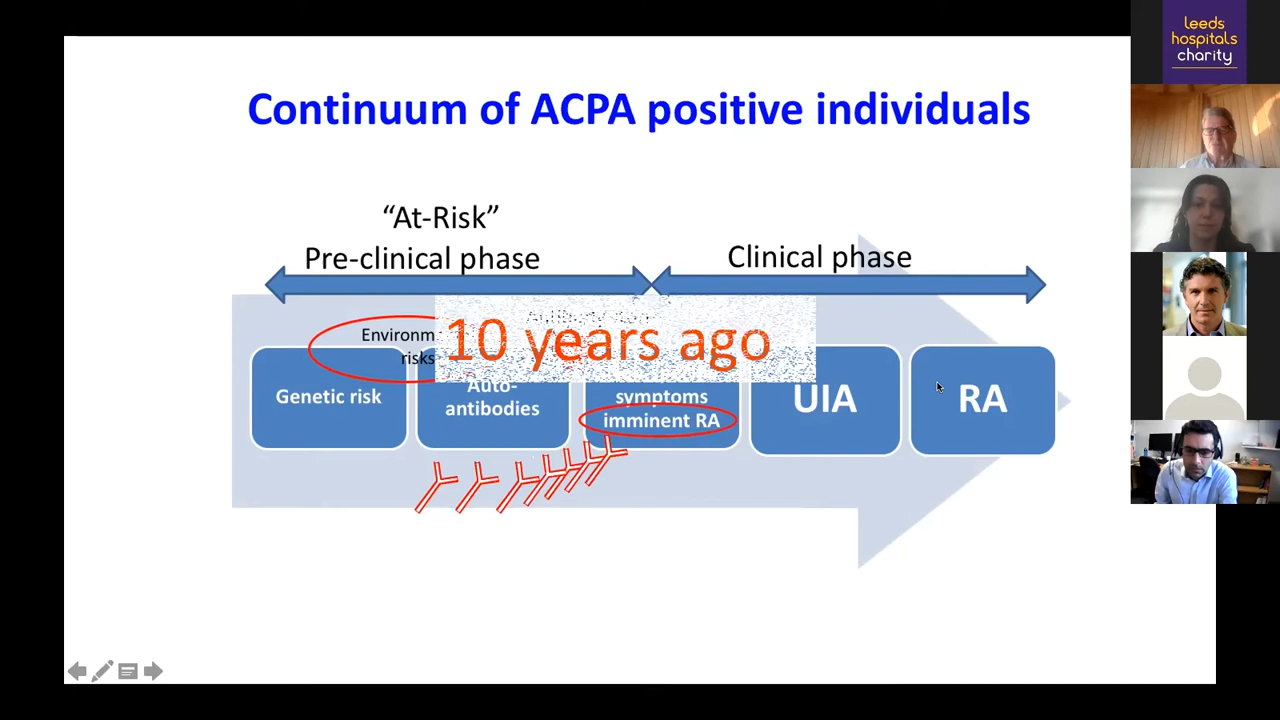 leeds
hospitals
charity
Continuum of ACPA positive individuals
“At-Risk”
Pre-clinical phase
Clinical phase
Environm
risks
10 years ago
Genetic risk
Auto-
antibodies
symptoms
imminent RA
UIA
RA